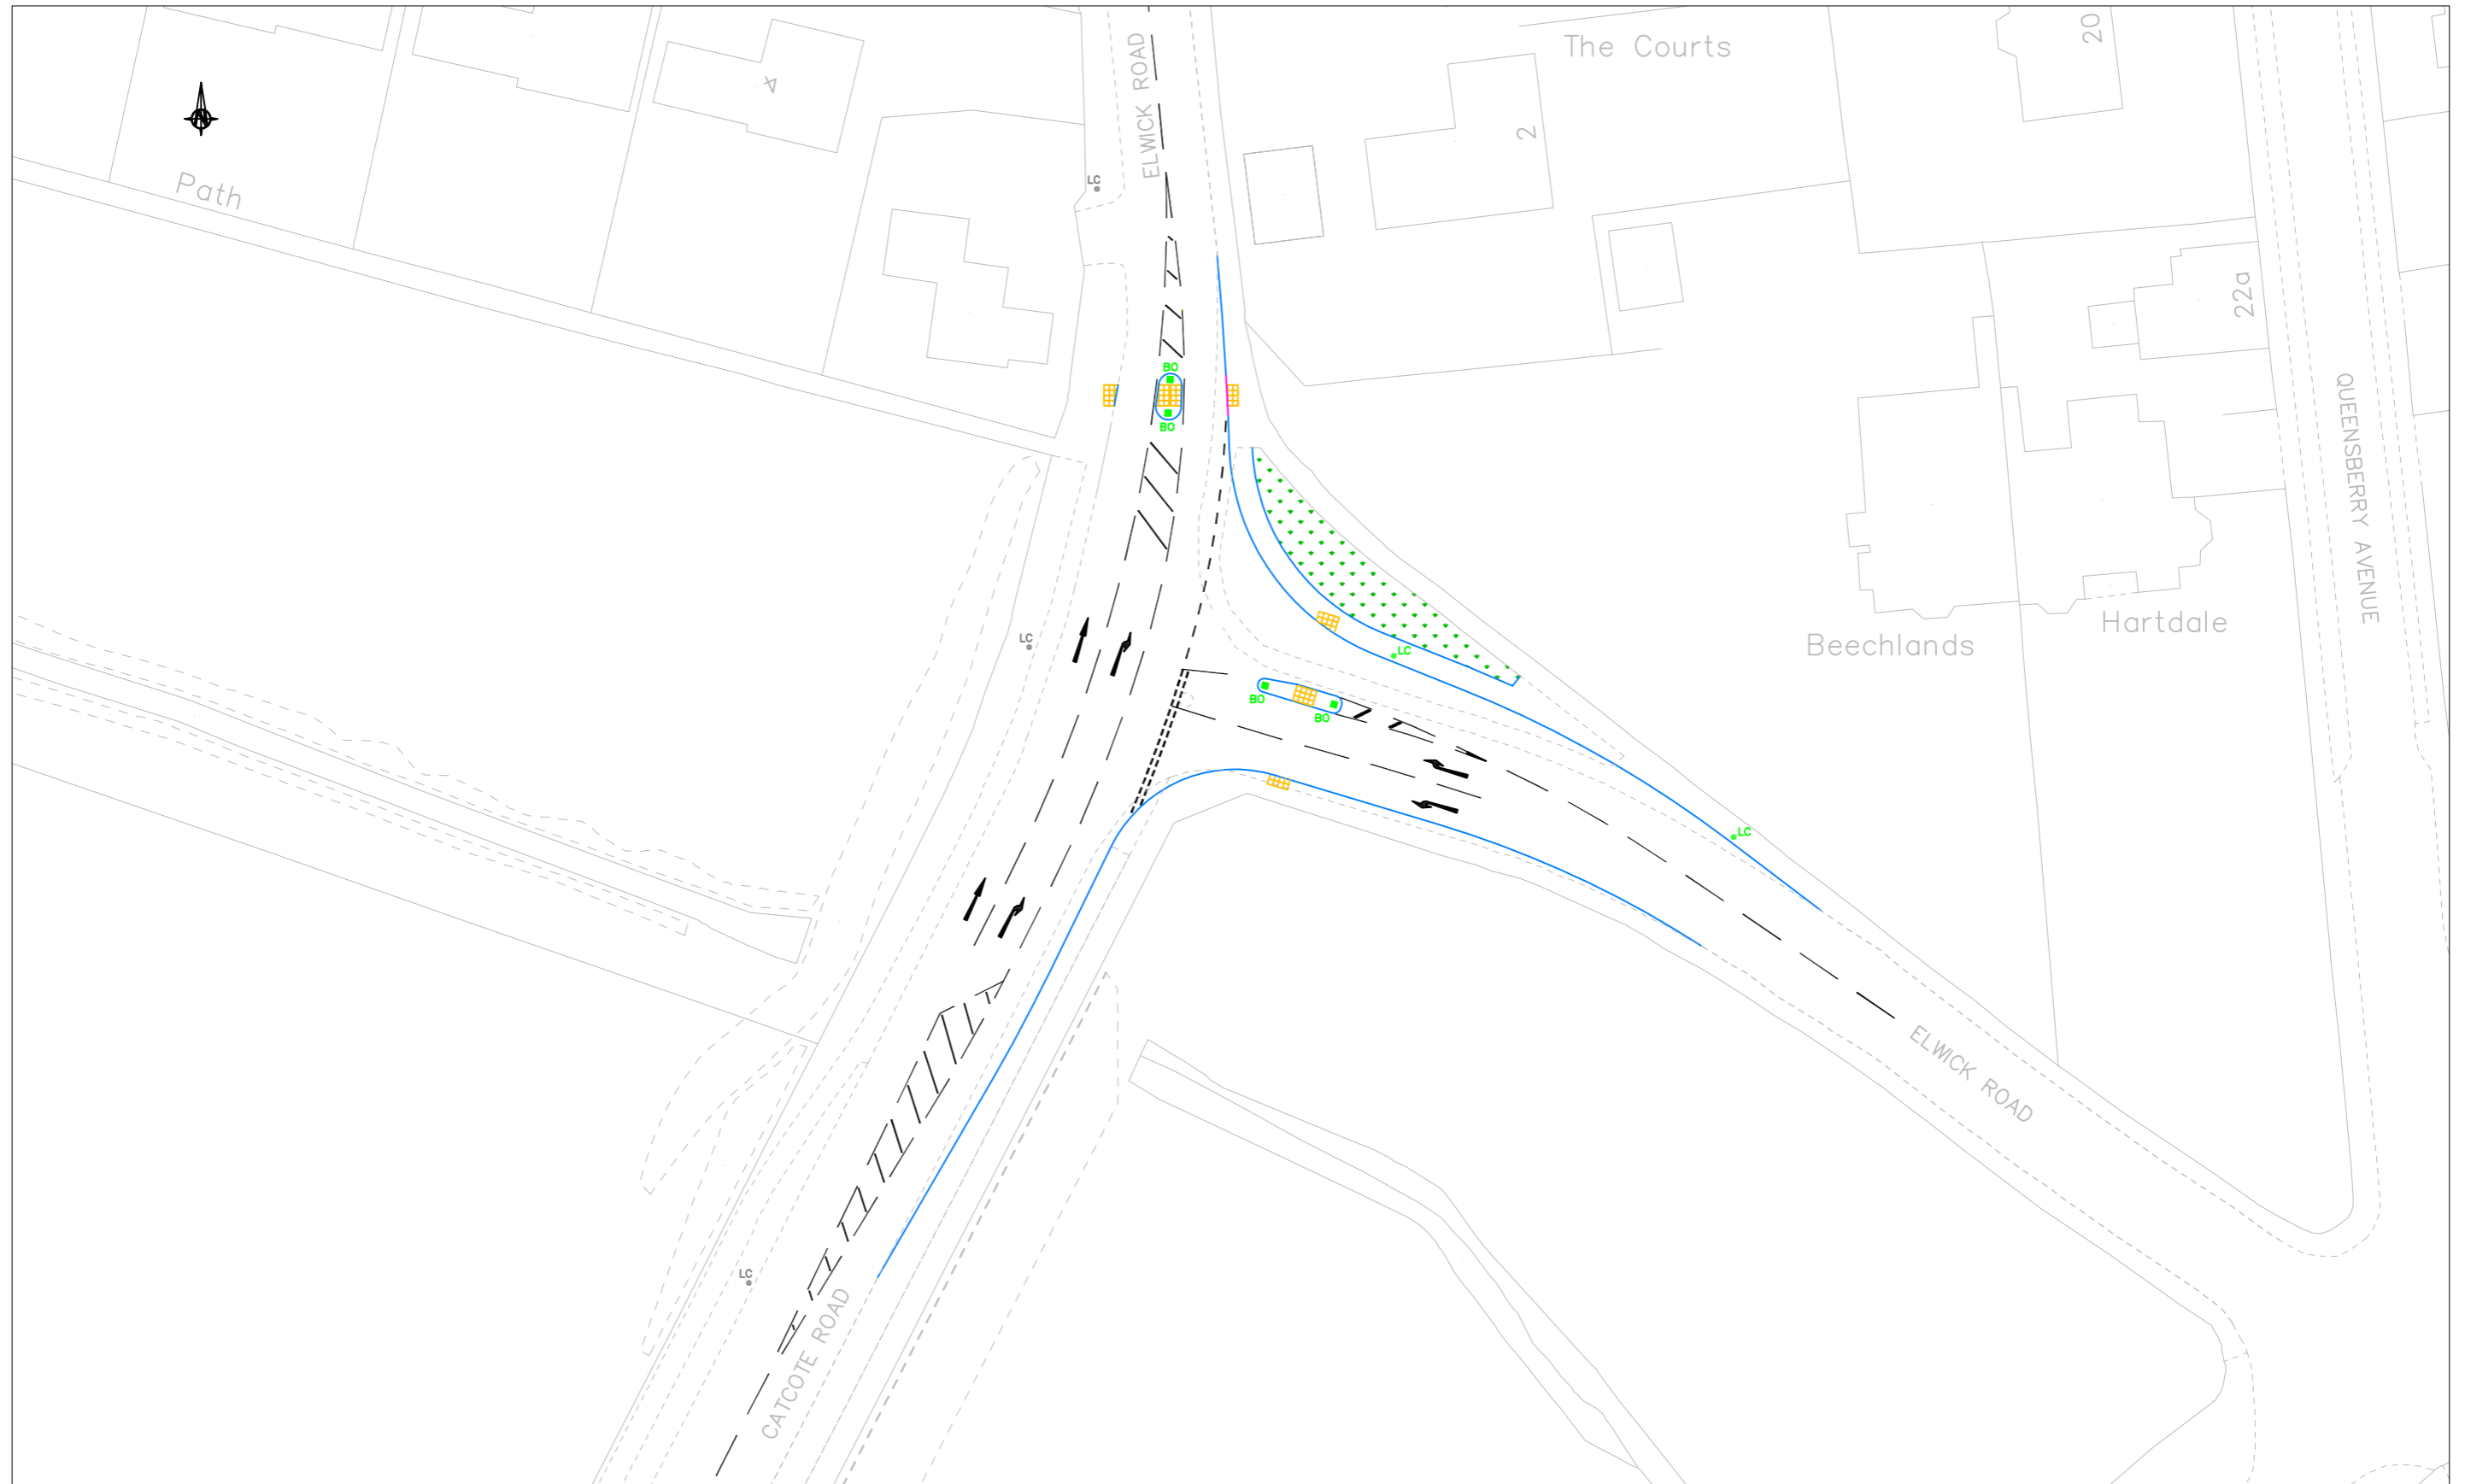 The Courts
20
ELWICK ROAD
4
N
2
Path
LC
22a
BO
BO
QUEENSBERRY AVENUE
Hartdale
Beechlands
LC
LC
BO
BO
LC
ELWICK ROAD
LC
CATCOTE ROAD